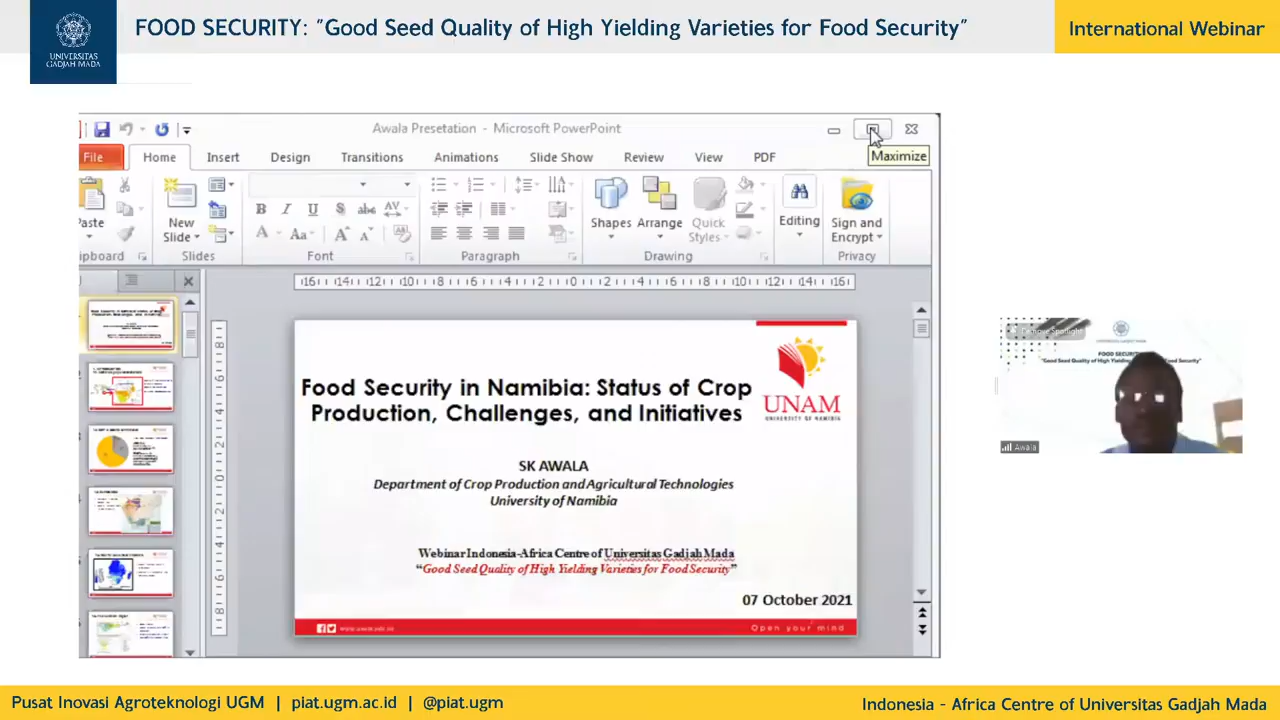 FOOD SECURITY: "Good Seed Quality of High Yielding Varieties for Food Security"
International Webinar
UNIVERSITAS
GADJAH MADA
Awala Presetation - Microsoft PowerPoint
Maximize
File Home Insert Design Transitions Animations Slide Show Review View PDF
Paste
New
Slide
Shapes Arrange Quick
Styles
Editing
Sign and
Encrypt
Slides Font Paragraph Drawing Privacy
Food Security in Namibia: Status of Crop
Production, Challenges, and Initiatives
UNAM
UNIVERSITY OF NAMIBIA
SK AWALA
Department of Crop Production and Agricultural Technologies
University of Namibia
Webinar Indonesia-Africa Centre of Universitas Gadjah Mada
"Good Seed Quality of High Yielding Varieties for Food Security"
07 October 2021
Open your mind
Awala
Pusat Inovasi Agroteknologi UGM | piat.ugm.ac.id | @piat.ugm
Indonesia - Africa Centre of Universitas Gadjah Mada